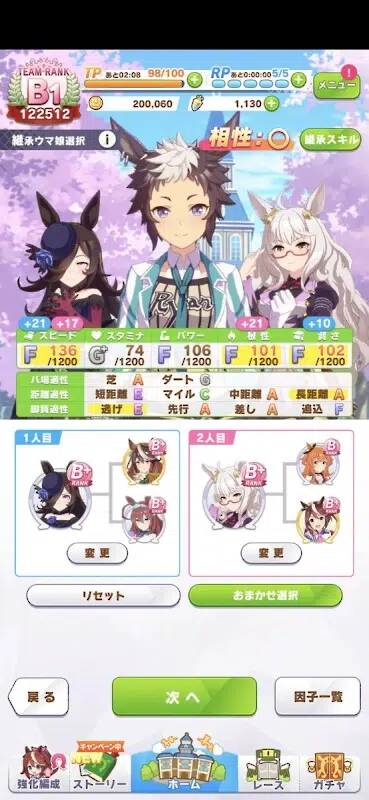 TEAM RANK
B1
122512
TP あと02:08 98/100
RP あと0:00:00 5/5
メニュー
200,060
1,130
継承ウマ娘選択
相性:○
継承スキル
+21 +17 +21 +10
スピード スタミナ パワー 根性 賢さ
F 136 /1200 G+ 74 /1200 F 106 /1200 F 101 /1200 F 102 /1200
バ場適性 芝 A ダート G
距離適性 短距離 E マイル C 中距離 A 長距離 A
脚質適性 逃げ E 先行 A 差し A 追込 F
1人目 2人目
B+ RANK B+ RANK B+ RANK B+ RANK B+ RANK B+ RANK
変更 変更
リセット おまかせ選択
戻る 次へ 因子一覧
キャンペーン中
NEW
強化編成 ストーリー ホーム レース ガチャ